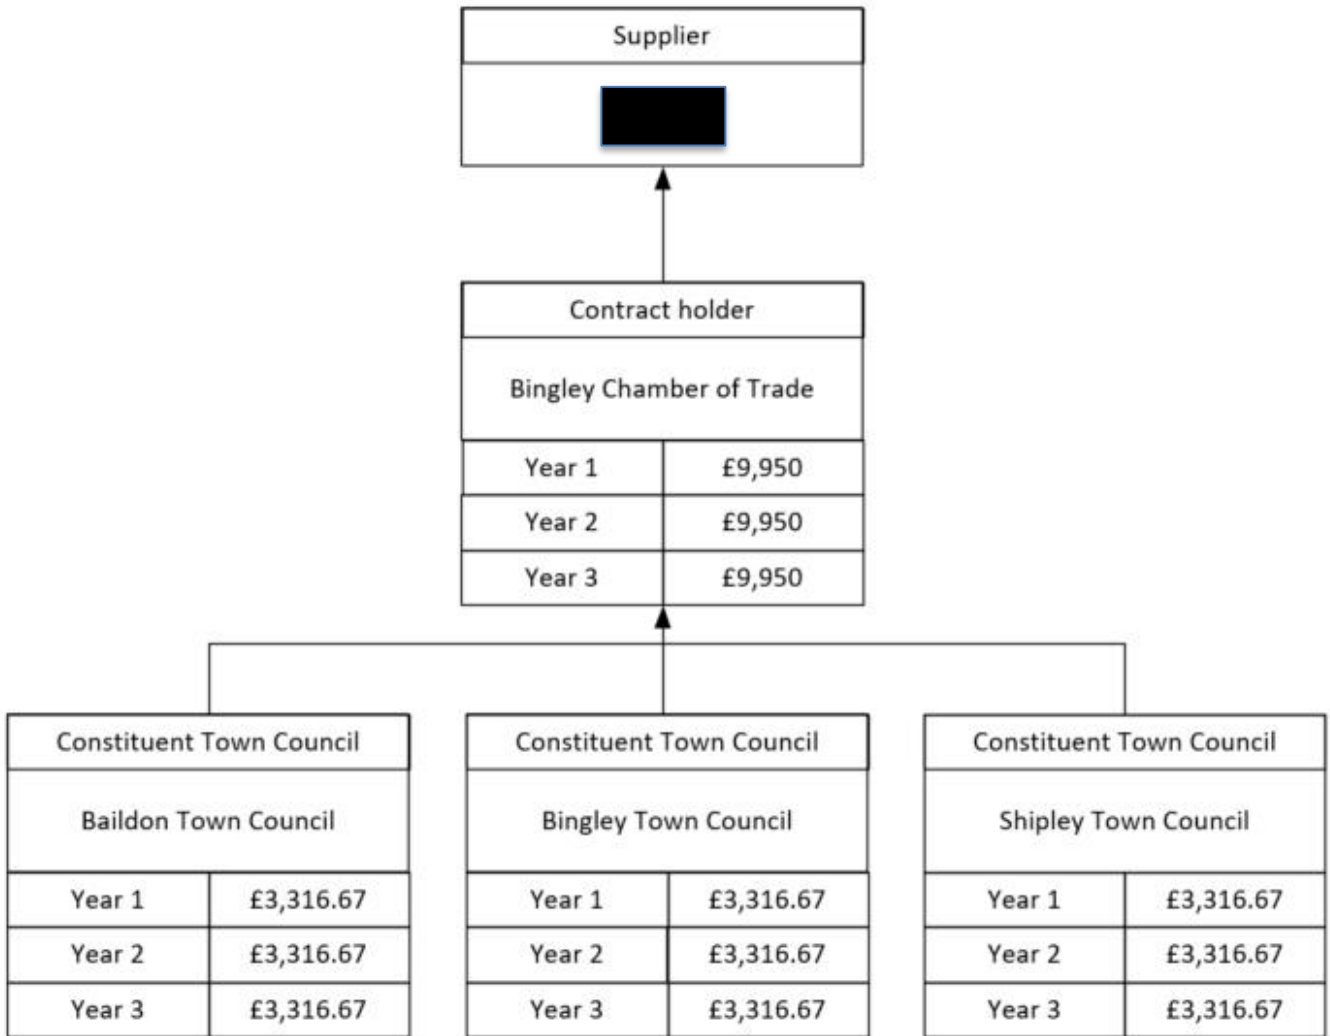 Supplier
Contract holder
Bingley Chamber of Trade
Year 1 £9,950
Year 2 £9,950
Year 3 £9,950
Constituent Town Council
Baildon Town Council
Year 1 £3,316.67
Year 2 £3,316.67
Year 3 £3,316.67
Constituent Town Council
Bingley Town Council
Year 1 £3,316.67
Year 2 £3,316.67
Year 3 £3,316.67
Constituent Town Council
Shipley Town Council
Year 1 £3,316.67
Year 2 £3,316.67
Year 3 £3,316.67